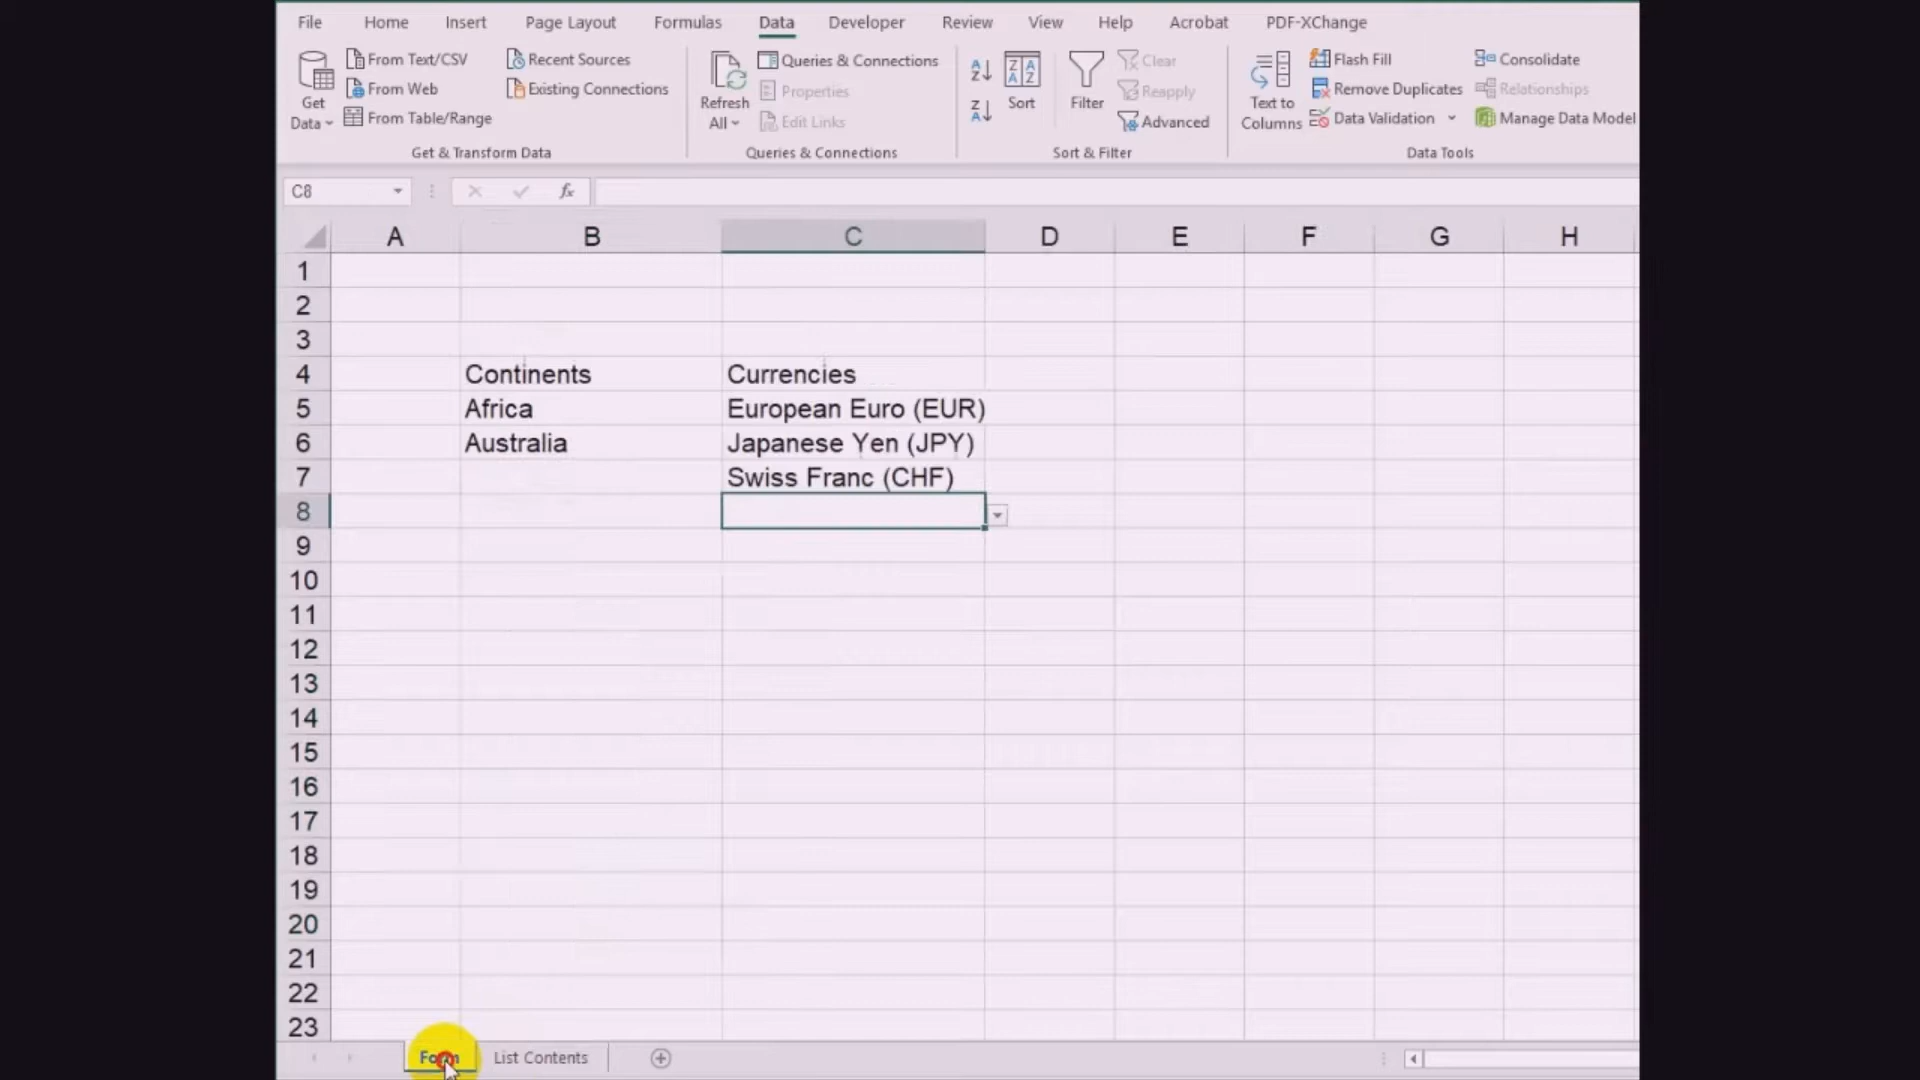 File Home Insert Page Layout Formulas Data Developer Review View Help Acrobat PDF-XChange
Get Data
From Text/CSV
From Web
From Table/Range
Recent Sources
Existing Connections
Get & Transform Data
Refresh All
Queries & Connections
Properties
Edit Links
Queries & Connections
Sort
Filter
Clear
Reapply
Advanced
Sort & Filter
Text to Columns
Flash Fill
Remove Duplicates
Data Validation
Consolidate
Relationships
Manage Data Model
Data Tools
C8 fx
A B C D E F G H
1
2
3
4 Continents Currencies
5 Africa European Euro (EUR)
6 Australia Japanese Yen (JPY)
7 Swiss Franc (CHF)
8
9
10
11
12
13
14
15
16
17
18
19
20
21
22
23
Form List Contents